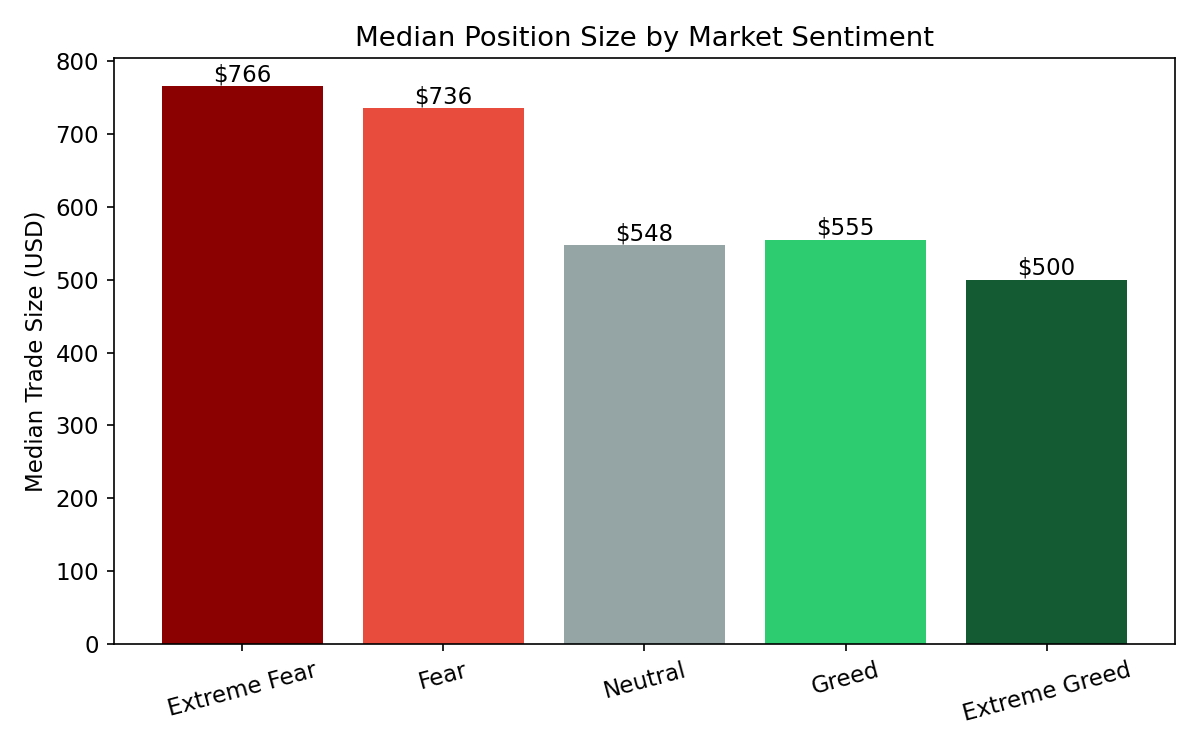 Median Position Size by Market Sentiment
Median Trade Size (USD)
800
700
600
500
400
300
200
100
0
$766
$736
$548
$555
$500
Extreme Fear
Fear
Neutral
Greed
Extreme Greed